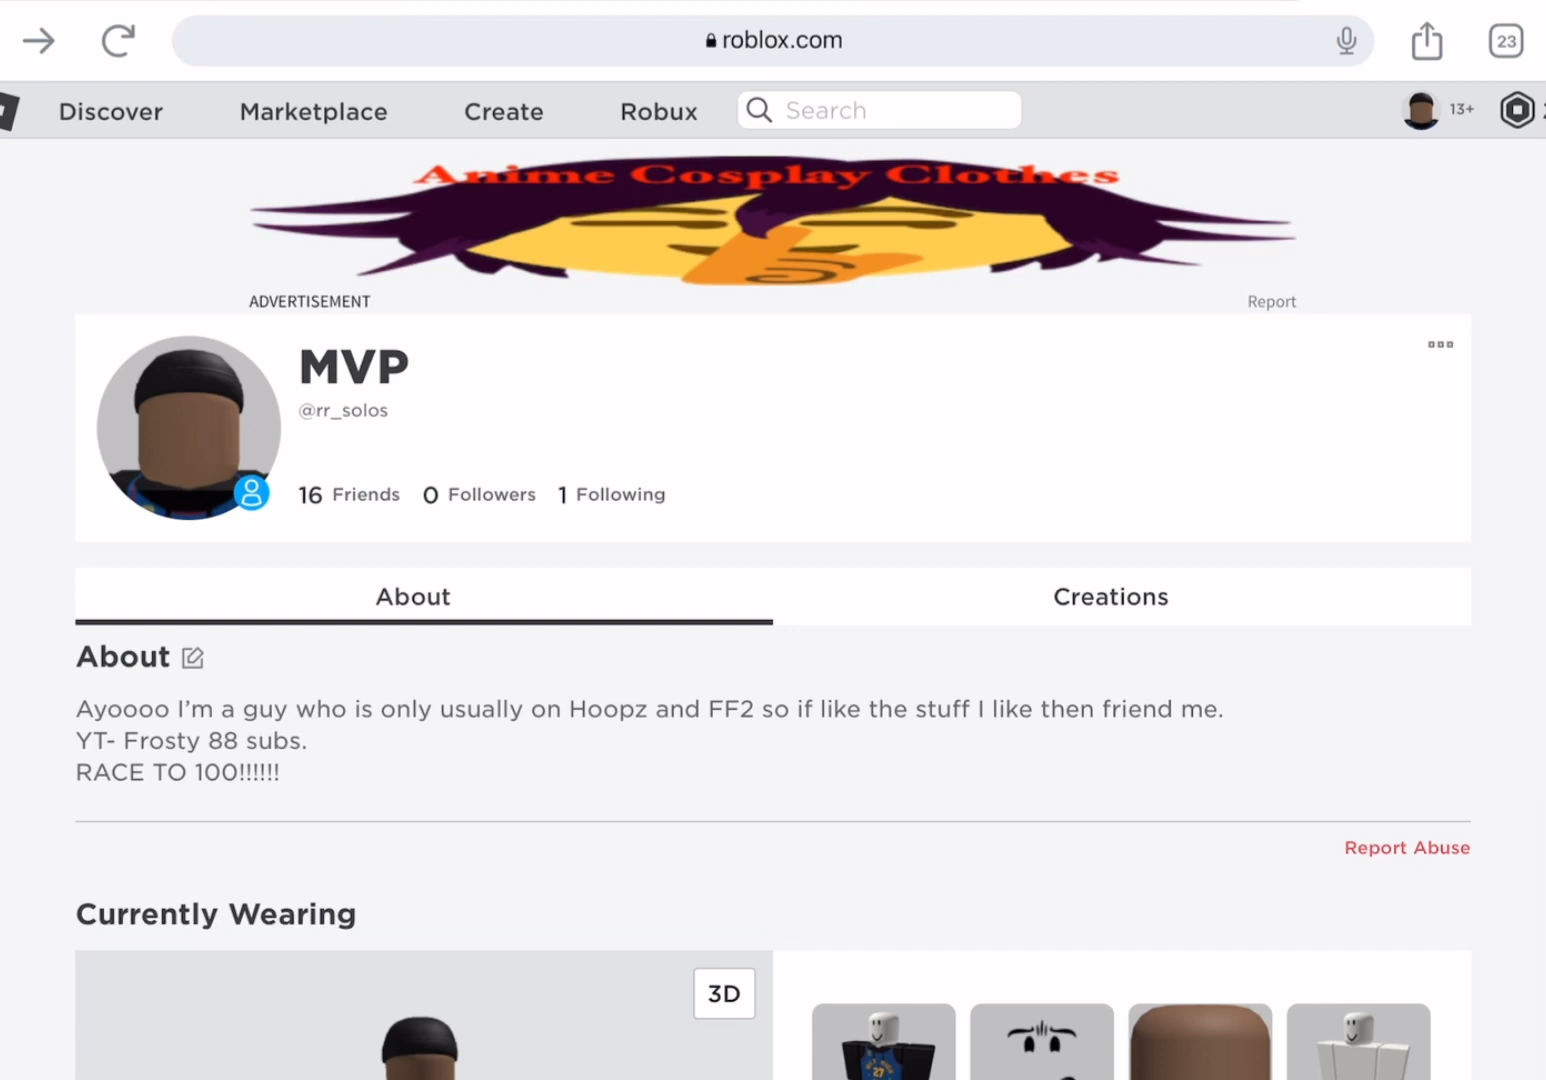 roblox.com
23
Discover
Marketplace
Create
Robux
Search
13+
Anime Cosplay Clothes
ADVERTISEMENT
Report
MVP
@rr_solos
16 Friends 0 Followers 1 Following
About
Creations
About
Ayoooo I’m a guy who is only usually on Hoopz and FF2 so if like the stuff I like then friend me.
YT- Frosty 88 subs.
RACE TO 100!!!!!!
Report Abuse
Currently Wearing
3D
27